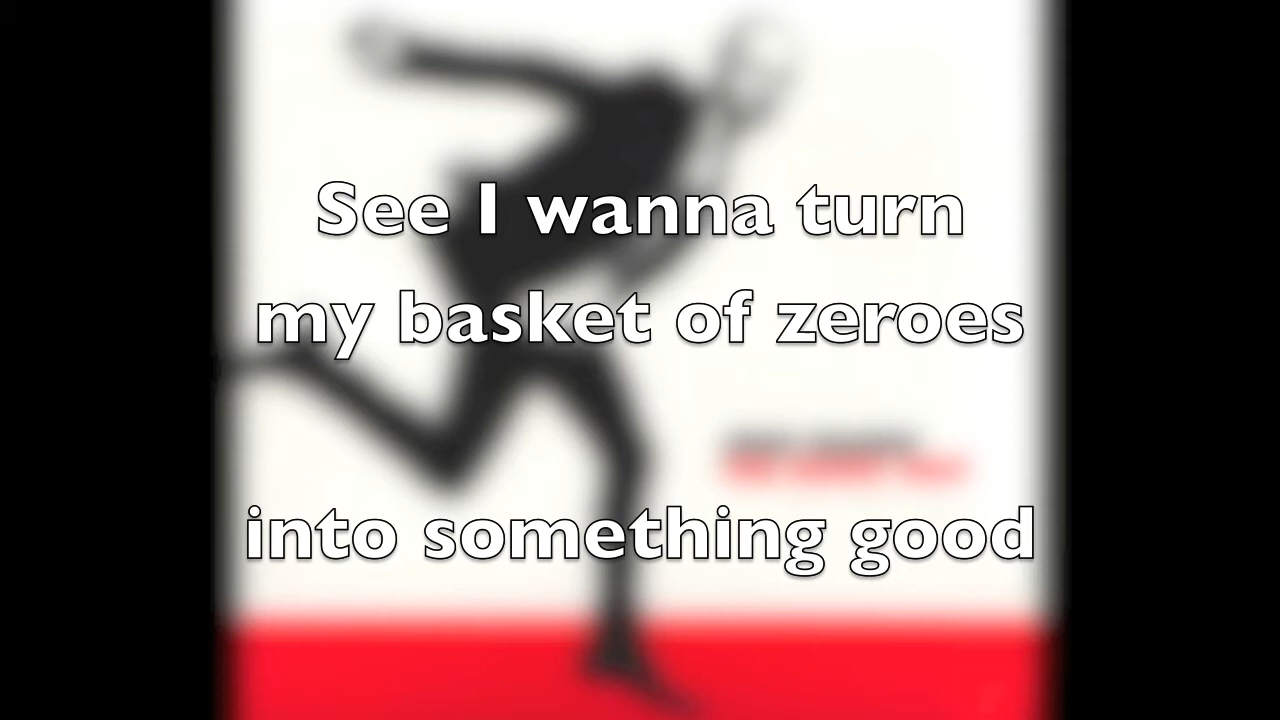 See I wanna turn
my basket of zeroes
into something good